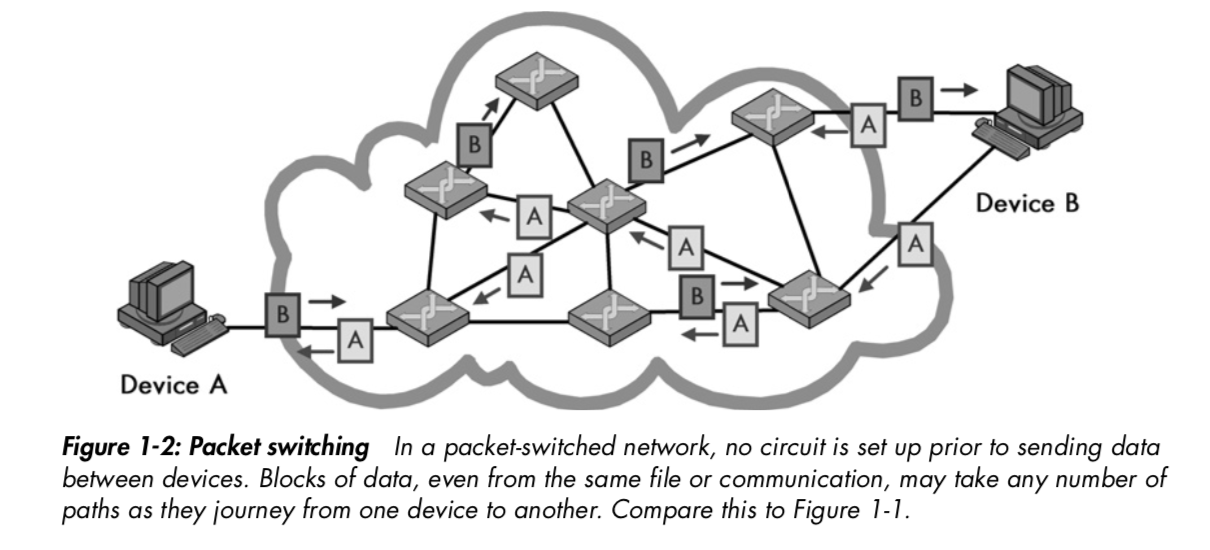 B
A
B
B
A
B
A
A
A
A
B
A
B
A
Device B
Device A
Figure 1-2: Packet switching In a packet-switched network, no circuit is set up prior to sending data
between devices. Blocks of data, even from the same file or communication, may take any number of
paths as they journey from one device to another. Compare this to Figure 1-1.